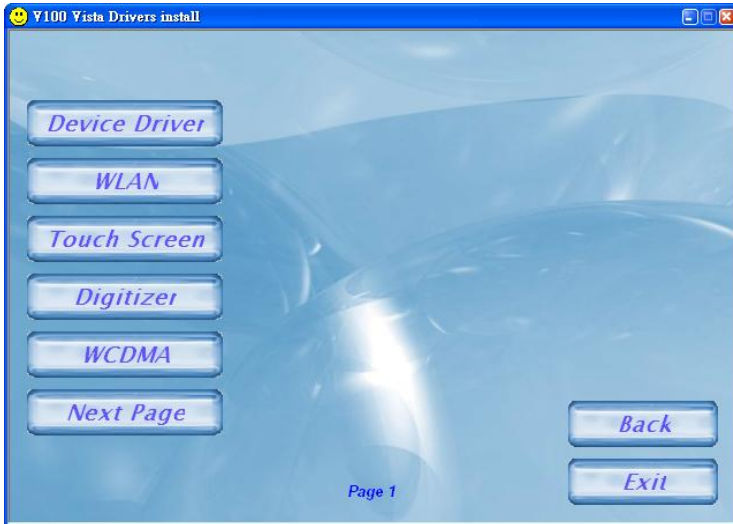 V100 Vista Drivers install
Device Driver
WLAN
Touch Screen
Digitizer
WCDMA
Next Page
Back
Exit
Page 1